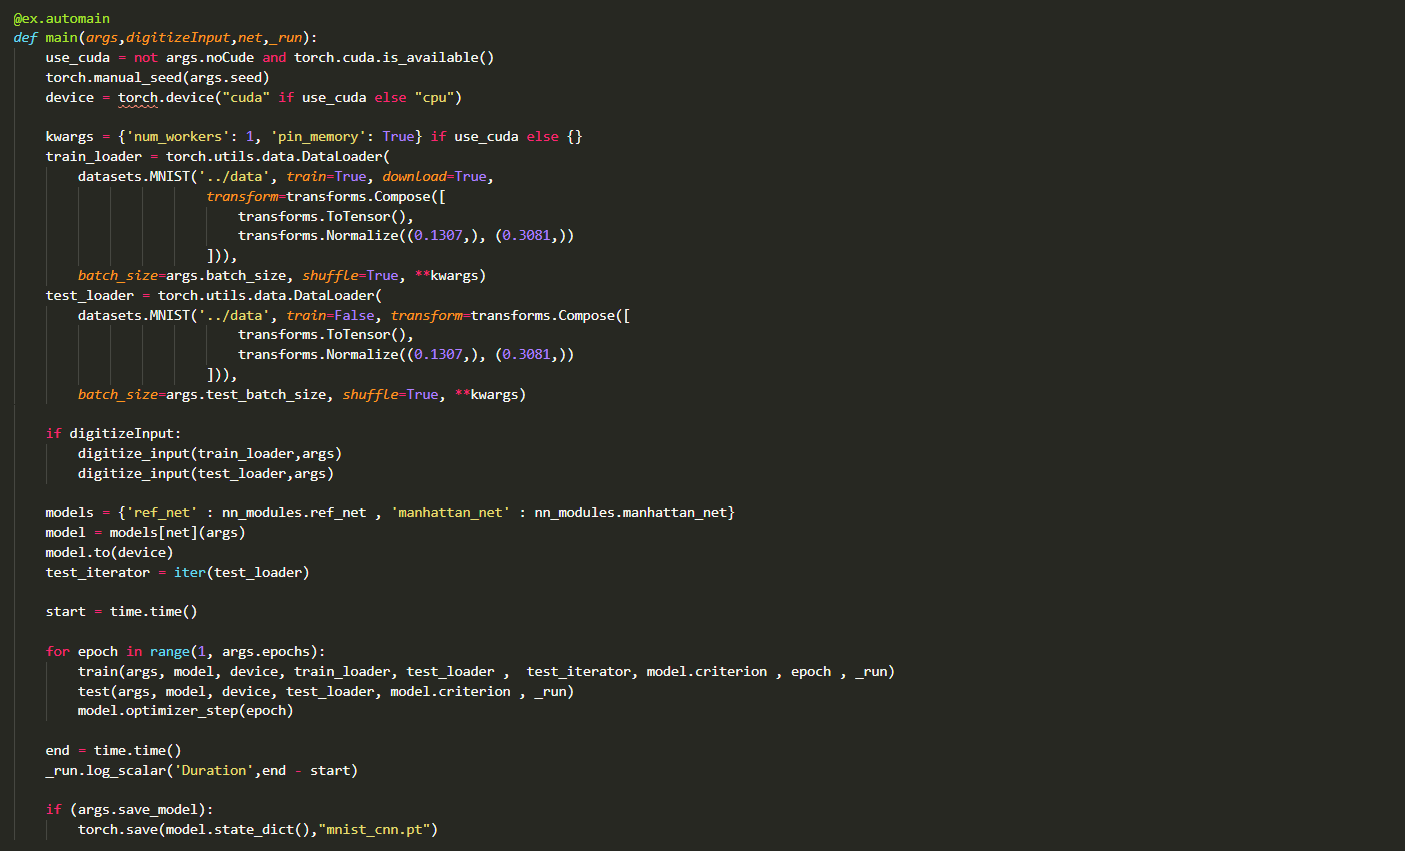 @ex.automain
def main(args,digitizeInput,net,_run):
    use_cuda = not args.noCude and torch.cuda.is_available()
    torch.manual_seed(args.seed)
    device = torch.device("cuda" if use_cuda else "cpu")

    kwargs = {'num_workers': 1, 'pin_memory': True} if use_cuda else {}
    train_loader = torch.utils.data.DataLoader(
        datasets.MNIST('../data', train=True, download=True,
                        transform=transforms.Compose([
                            transforms.ToTensor(),
                            transforms.Normalize((0.1307,), (0.3081,))
                        ])),
        batch_size=args.batch_size, shuffle=True, **kwargs)
    test_loader = torch.utils.data.DataLoader(
        datasets.MNIST('../data', train=False, transform=transforms.Compose([
                            transforms.ToTensor(),
                            transforms.Normalize((0.1307,), (0.3081,))
                        ])),
        batch_size=args.test_batch_size, shuffle=True, **kwargs)

    if digitizeInput:
        digitize_input(train_loader,args)
        digitize_input(test_loader,args)

    models = {'ref_net' : nn_modules.ref_net , 'manhattan_net' : nn_modules.manhattan_net}
    model = models[net](args)
    model.to(device)
    test_iterator = iter(test_loader)

    start = time.time()

    for epoch in range(1, args.epochs):
        train(args, model, device, train_loader, test_loader ,  test_iterator, model.criterion , epoch , _run)
        test(args, model, device, test_loader, model.criterion , _run)
        model.optimizer_step(epoch)

    end = time.time()
    _run.log_scalar('Duration',end - start)

    if (args.save_model):
        torch.save(model.state_dict(),"mnist_cnn.pt")